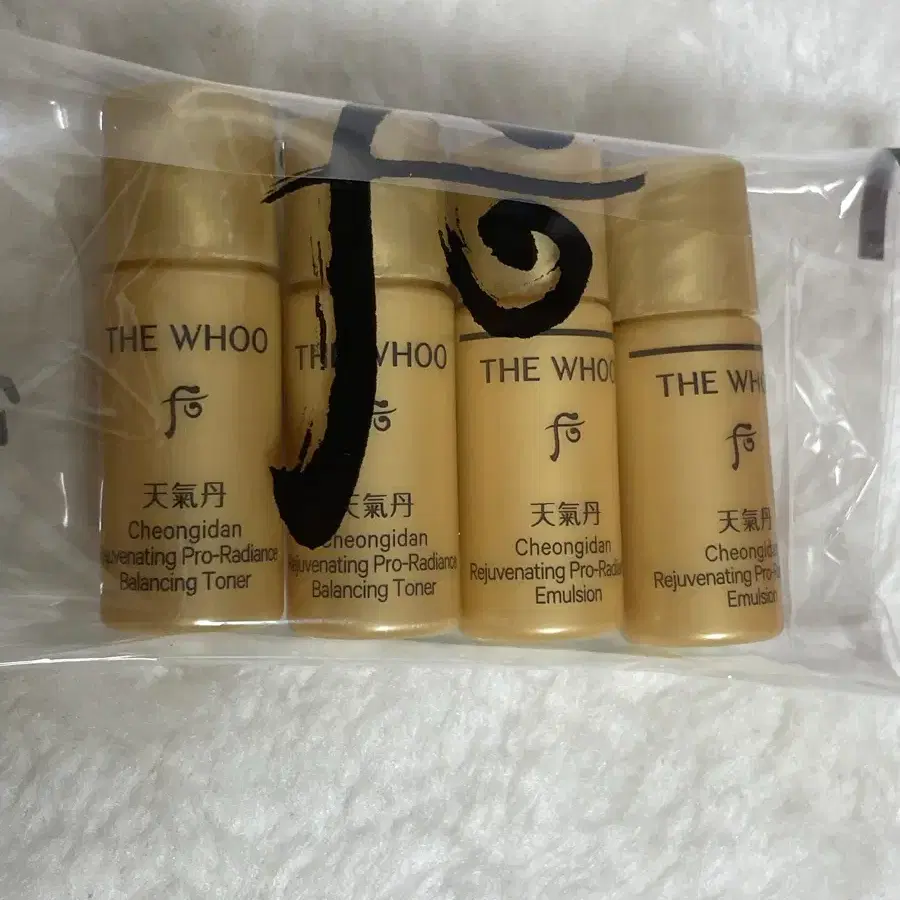 THE WHOO
天氣丹
Cheongidan
Rejuvenating Pro-Radiance
Balancing Toner
THE WHOO
天氣丹
Cheongidan
Rejuvenating Pro-Radiance
Balancing Toner
THE WHOO
天氣丹
Cheongidan
Rejuvenating Pro-Radia
Emulsion
THE WHO
天氣丹
Cheongidan
Rejuvenating Pro-Ra
Emulsion